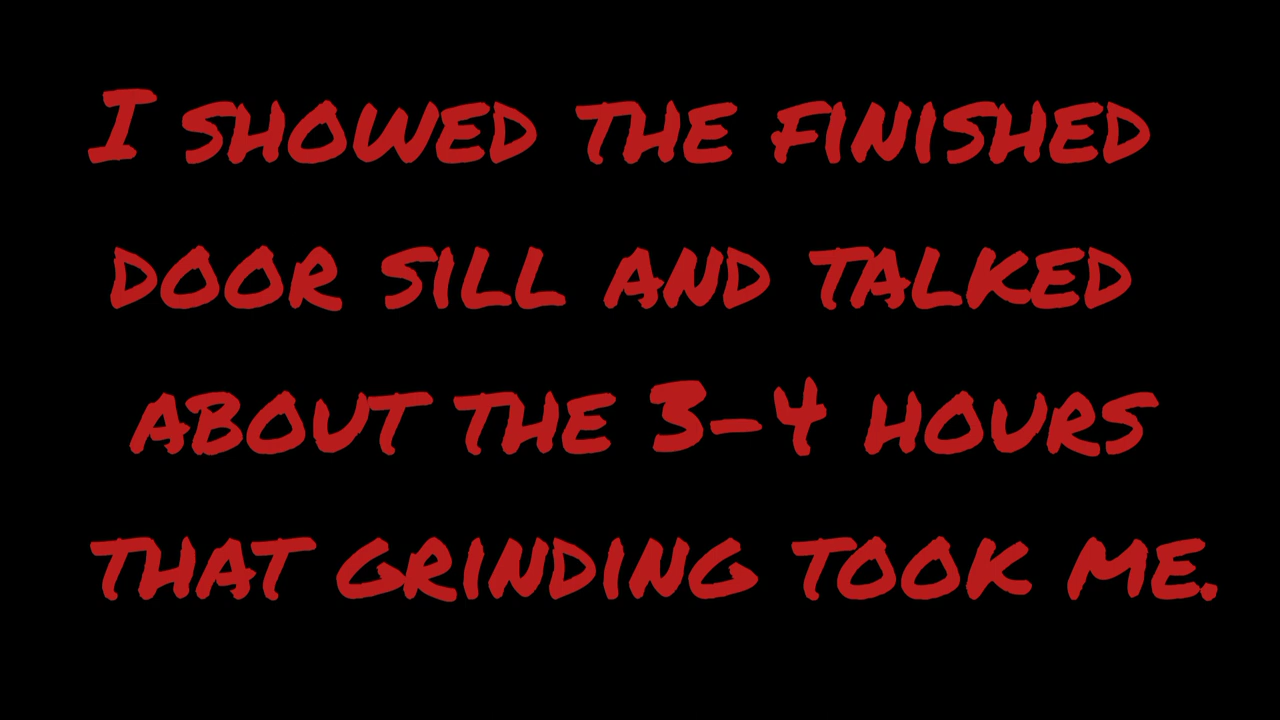 I SHOWED THE FINISHED
DOOR SILL AND TALKED
ABOUT THE 3-4 HOURS
THAT GRINDING TOOK ME.